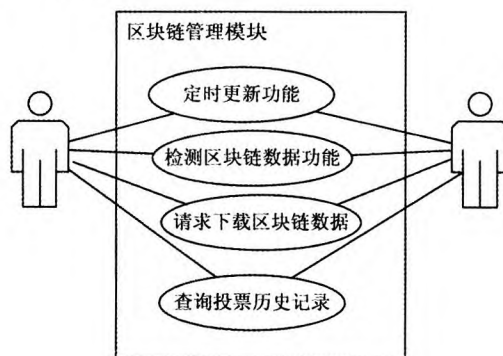 区块链管理模块
定时更新功能
检测区块链数据功能
请求下载区块链数据
查询投票历史记录